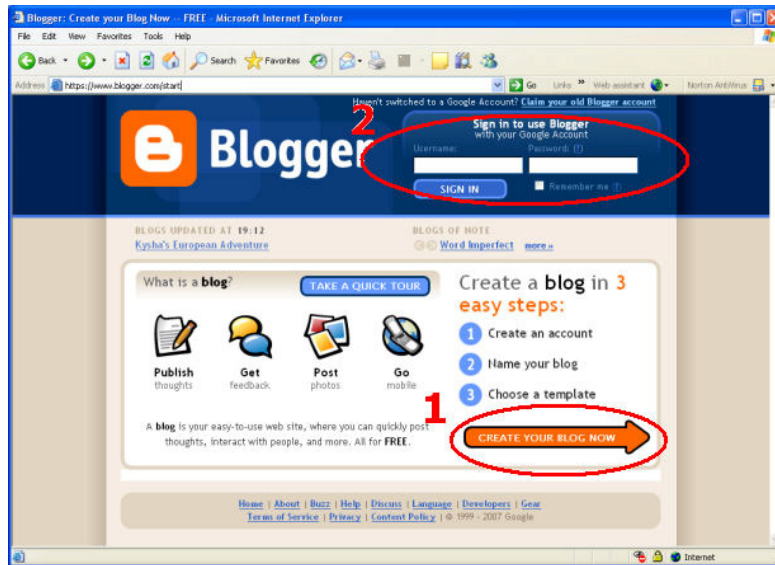 Blogger: Create your Blog Now -- FREE - Microsoft Internet Explorer
File Edit View Favorites Tools Help
Back Search Favorites
Address https://www.blogger.com/start Go Links » Web assistant Norton AntiVirus
Haven't switched to a Google Account? Claim your old Blogger account
2
Blogger
Sign in to use Blogger
with your Google Account
Username: Password: (?)
SIGN IN Remember me (?)
BLOGS UPDATED AT 19:12
Kysha's European Adventure
BLOGS OF NOTE
Word Imperfect more »
What is a blog?
TAKE A QUICK TOUR
Publish
thoughts
Get
feedback
Post
photos
Go
mobile
A blog is your easy-to-use web site, where you can quickly post
thoughts, interact with people, and more. All for FREE.
Create a blog in 3
easy steps:
1 Create an account
2 Name your blog
3 Choose a template
1
CREATE YOUR BLOG NOW
Home | About | Buzz | Help | Discuss | Language | Developers | Gear
Terms of Service | Privacy | Content Policy | © 1999 - 2007 Google
Internet